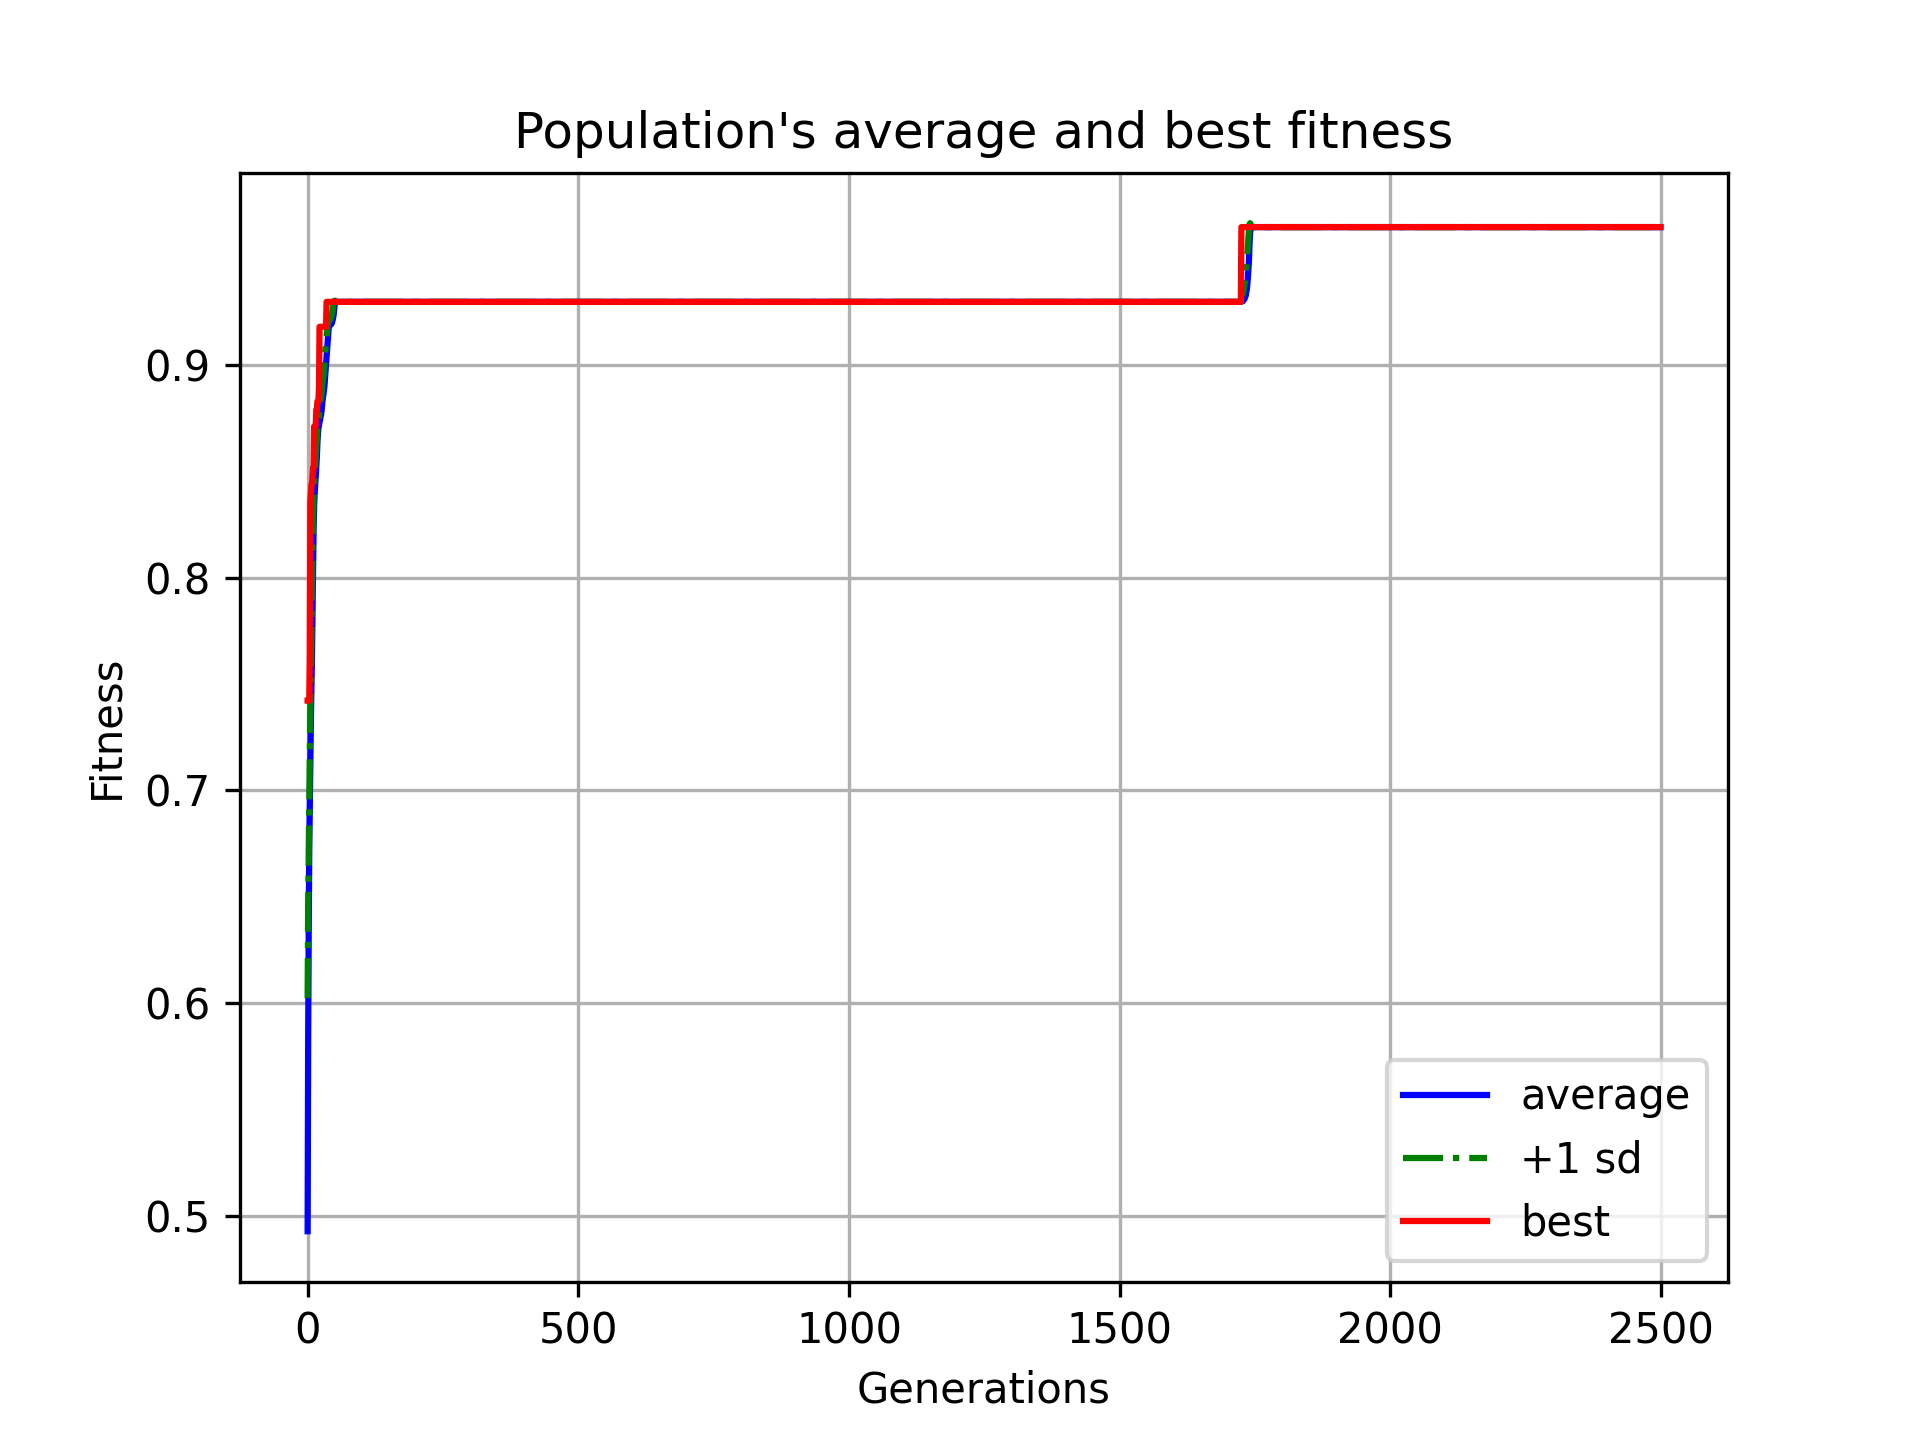 Population's average and best fitness
0.9
0.8
0.7
0.6
0.5
Fitness
average
+1 sd
best
0 500 1000 1500 2000 2500
Generations